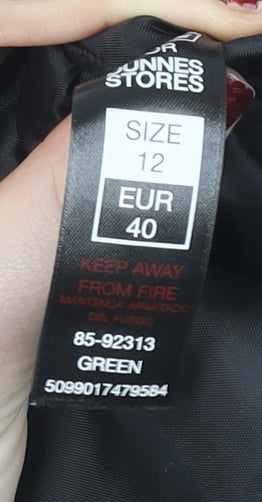 DUNNES
STORES
SIZE
12
EUR
40
KEEP AWAY
FROM FIRE
MANTENGA APARTADO
DEL FUEGO
85-92313
GREEN
5099017479584